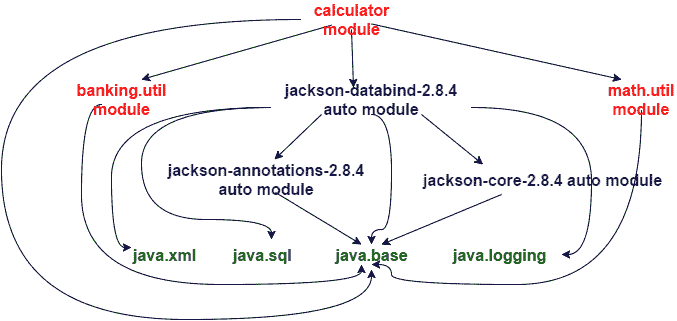 calculator
module
banking.util
module
jackson-databind-2.8.4
auto module
math.util
module
jackson-annotations-2.8.4
auto module
jackson-core-2.8.4 auto module
java.xml
java.sql
java.base
java.logging